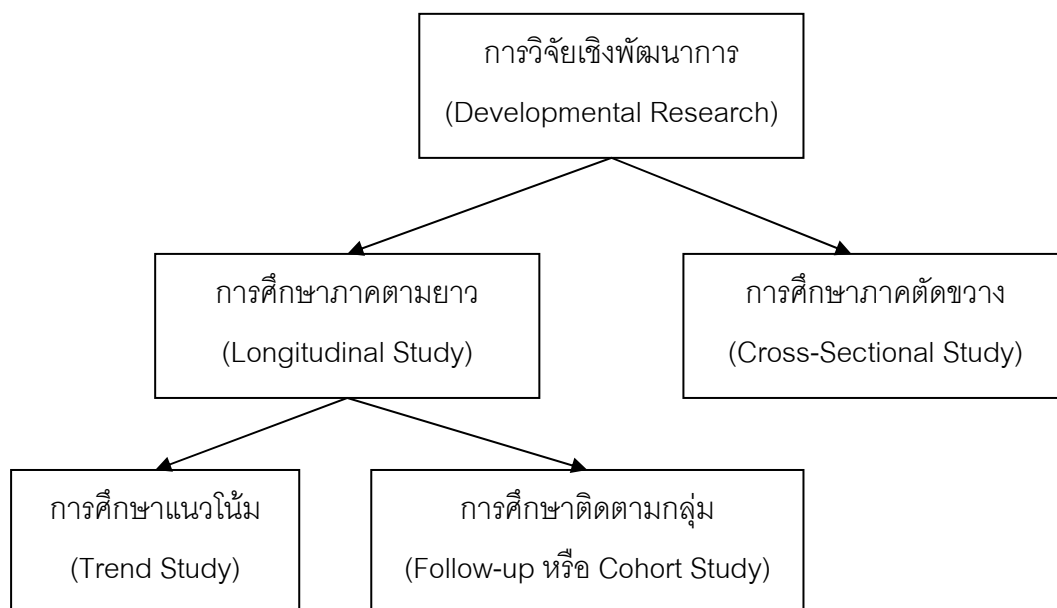 การวิจัยเชิงพัฒนาการ
(Developmental Research)
การศึกษาภาคตามยาว
(Longitudinal Study)
การศึกษาภาคตัดขวาง
(Cross-Sectional Study)
การศึกษาแนวโน้ม
(Trend Study)
การศึกษาติดตามกลุ่ม
(Follow-up หรือ Cohort Study)